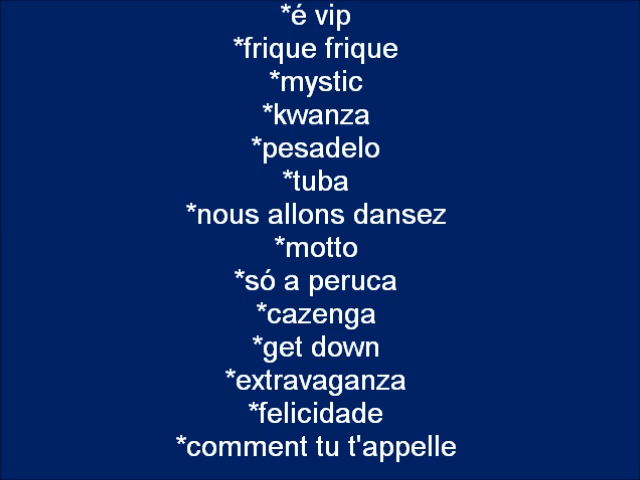 *é vip
*frique frique
*mystic
*kwanza
*pesadelo
*tuba
*nous allons dansez
*motto
*só a peruca
*cazenga
*get down
*extravaganza
*felicidade
*comment tu t'appelle